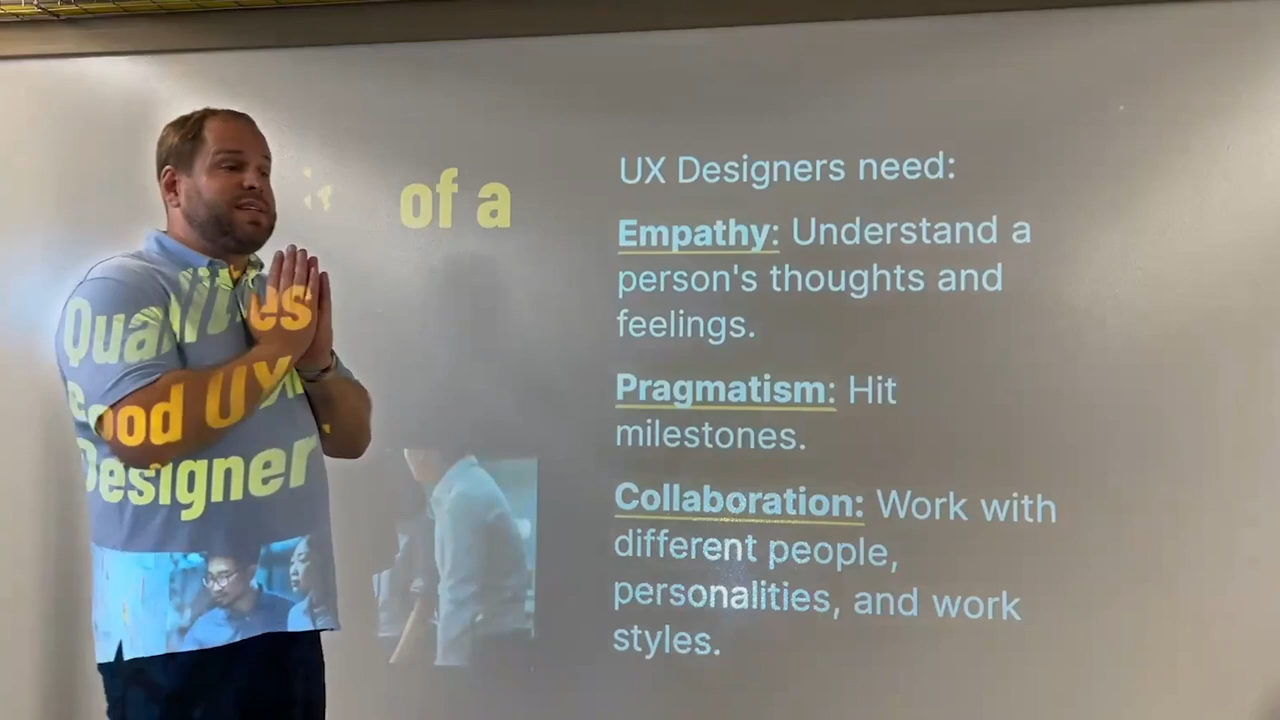 Qualities of a
Good UX
Designer
UX Designers need:
Empathy: Understand a
person's thoughts and
feelings.
Pragmatism: Hit
milestones.
Collaboration: Work with
different people,
personalities, and work
styles.